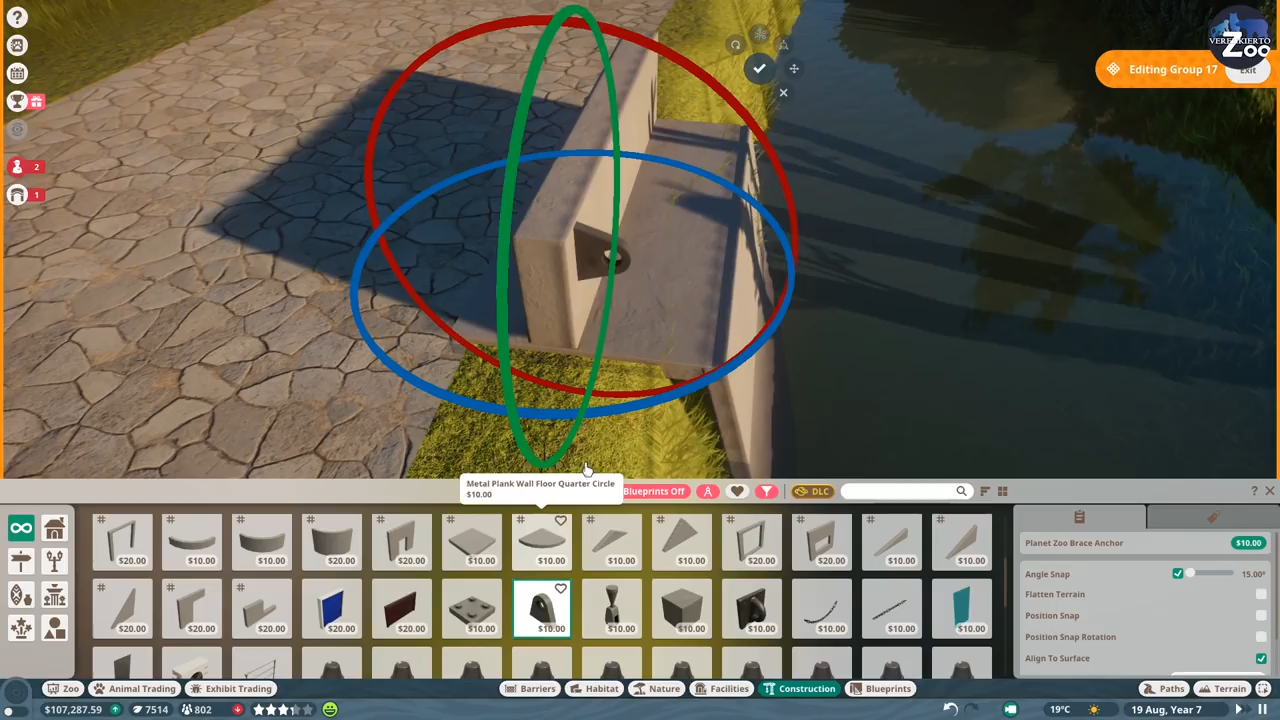 ?
VEREKKIERTO
Zoo
Editing Group 17
Exit
2
1
Metal Plank Wall Floor Quarter Circle
$10.00
Blueprints Off
DLC
?
$20.00
$10.00
$10.00
$20.00
$20.00
$10.00
$10.00
$10.00
$10.00
$20.00
$20.00
$10.00
$10.00
$20.00
$20.00
$20.00
$20.00
$20.00
$10.00
$10.00
$10.00
$10.00
$10.00
$10.00
$10.00
$10.00
Planet Zoo Brace Anchor
$10.00
Angle Snap
15.00°
Flatten Terrain
Position Snap
Position Snap Rotation
Align To Surface
Zoo
Animal Trading
Exhibit Trading
Barriers
Habitat
Nature
Facilities
Construction
Blueprints
Paths
Terrain
$107,287.59
7514
802
19°C
19 Aug, Year 7